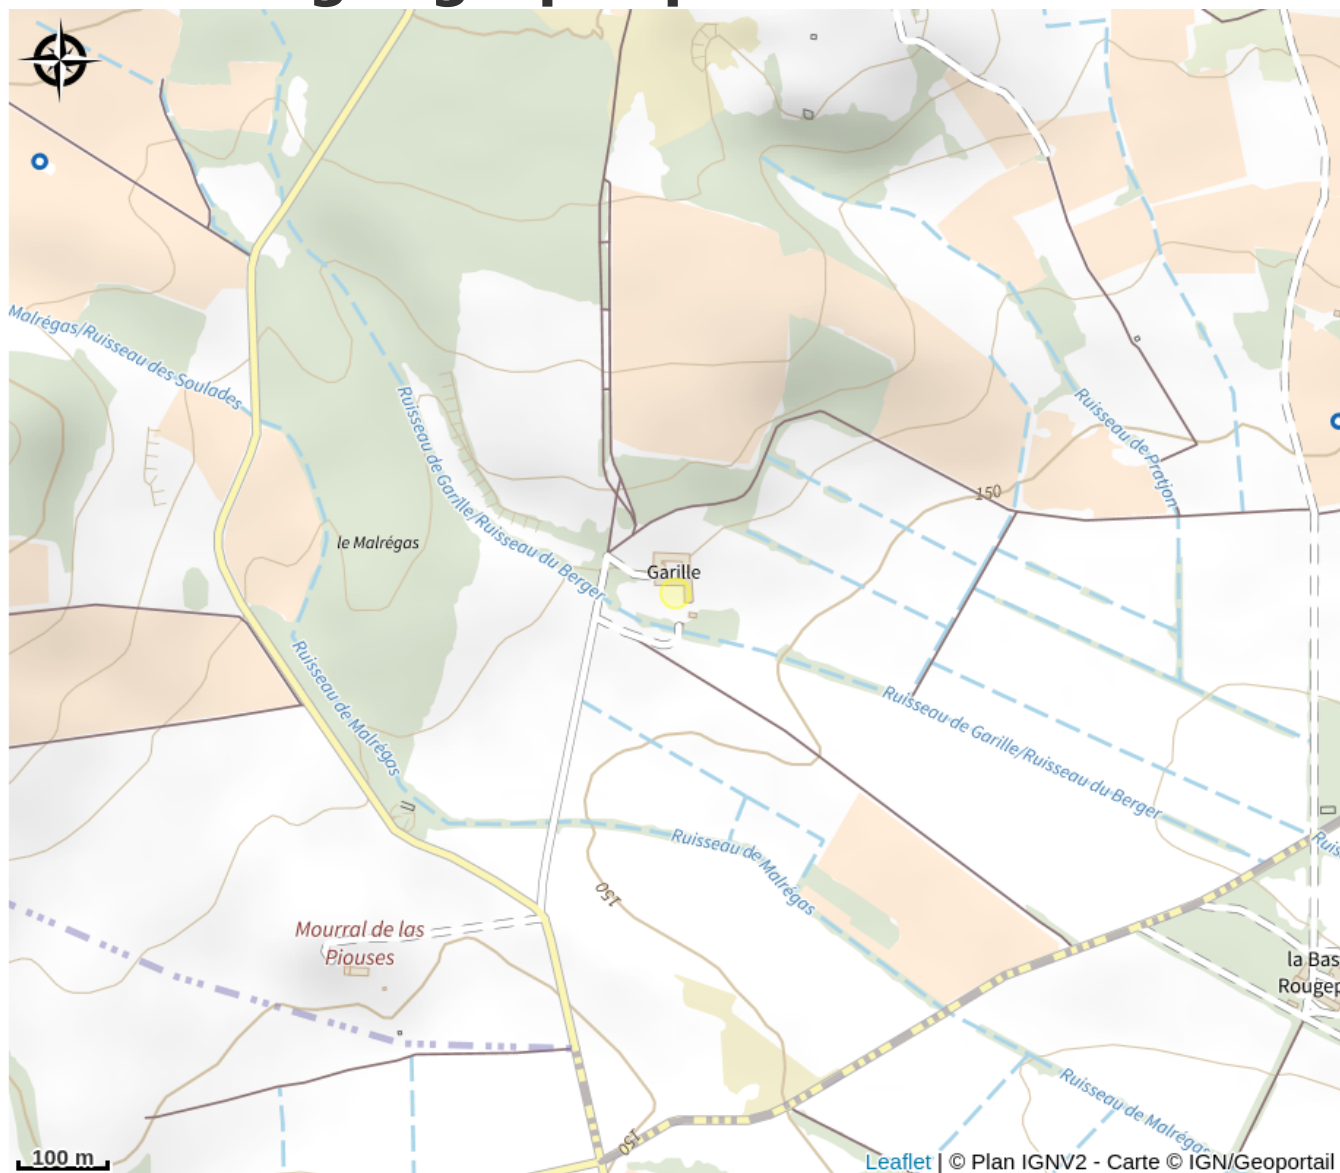 Malrégas/Ruisseau des Soulades
Ruisseau de Garille/Ruisseau du Berger
Ruisseau de Pratjon
150
le Malrégas
Garille
Ruisseau de Malrégas
Ruisseau de Garille/Ruisseau du Berger
Ruisseau de Malrégas
Ruis
150
Mourral de las
Piouses
la Bas
Rougep
Ruisseau de Malrégas
150
100 m
Leaflet | © Plan IGNV2 - Carte © IGN/Geoportail